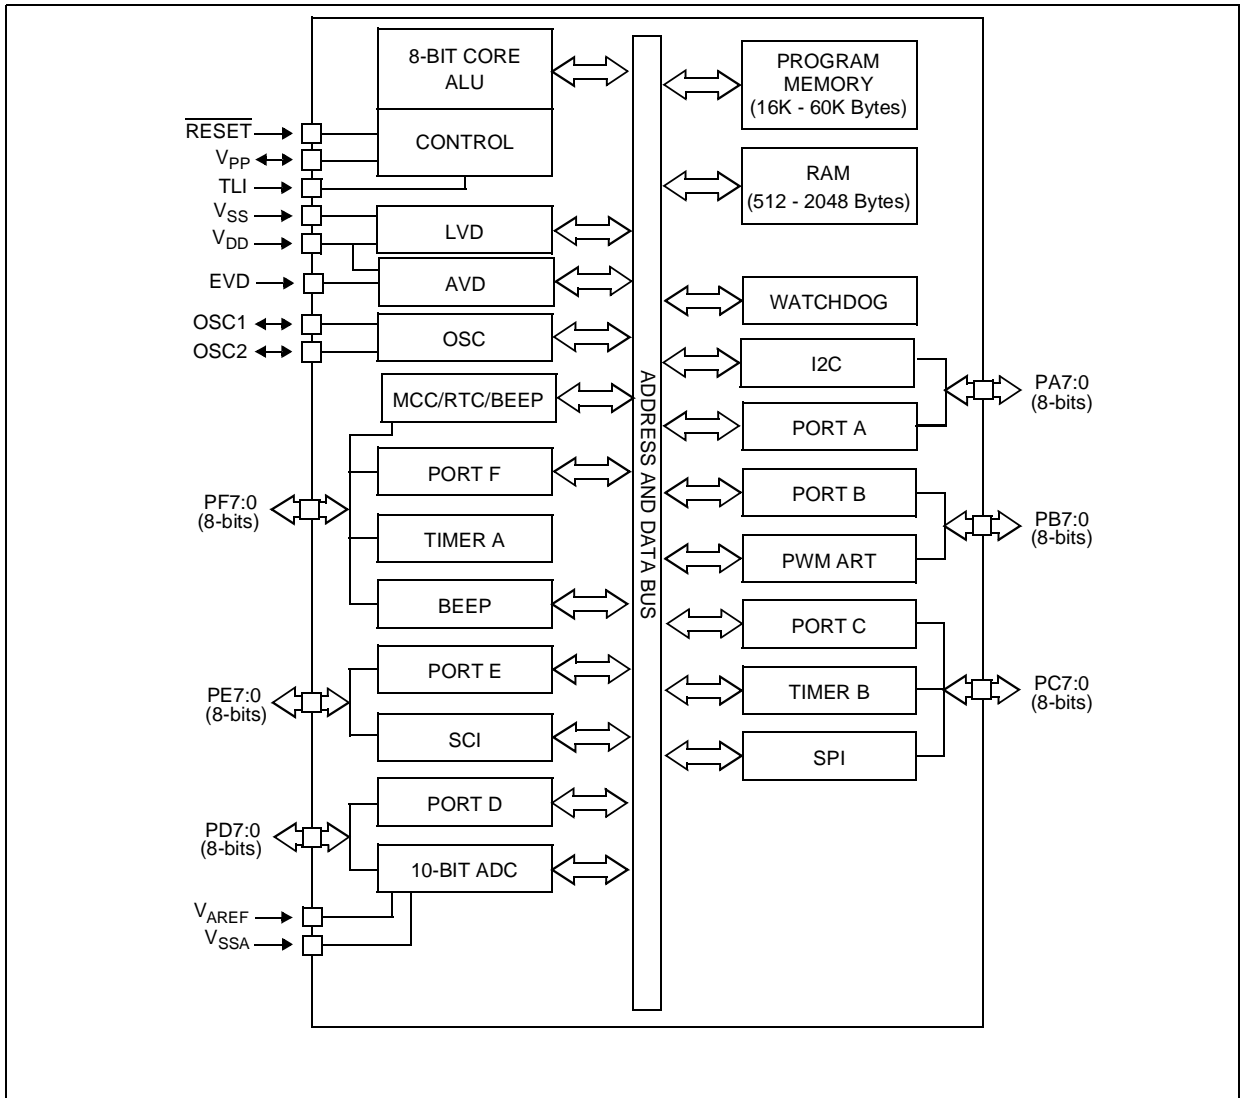 8-BIT CORE
ALU
CONTROL
RESET
VPP
TLI
VSS
VDD
EVD
OSC1
OSC2
LVD
AVD
OSC
MCC/RTC/BEEP
PORT F
TIMER A
BEEP
PF7:0
(8-bits)
PORT E
SCI
PE7:0
(8-bits)
PORT D
10-BIT ADC
PD7:0
(8-bits)
VAREF
VSSA
ADDRESS AND DATA BUS
PROGRAM
MEMORY
(16K - 60K Bytes)
RAM
(512 - 2048 Bytes)
WATCHDOG
I2C
PORT A
PA7:0
(8-bits)
PORT B
PWM ART
PB7:0
(8-bits)
PORT C
TIMER B
SPI
PC7:0
(8-bits)